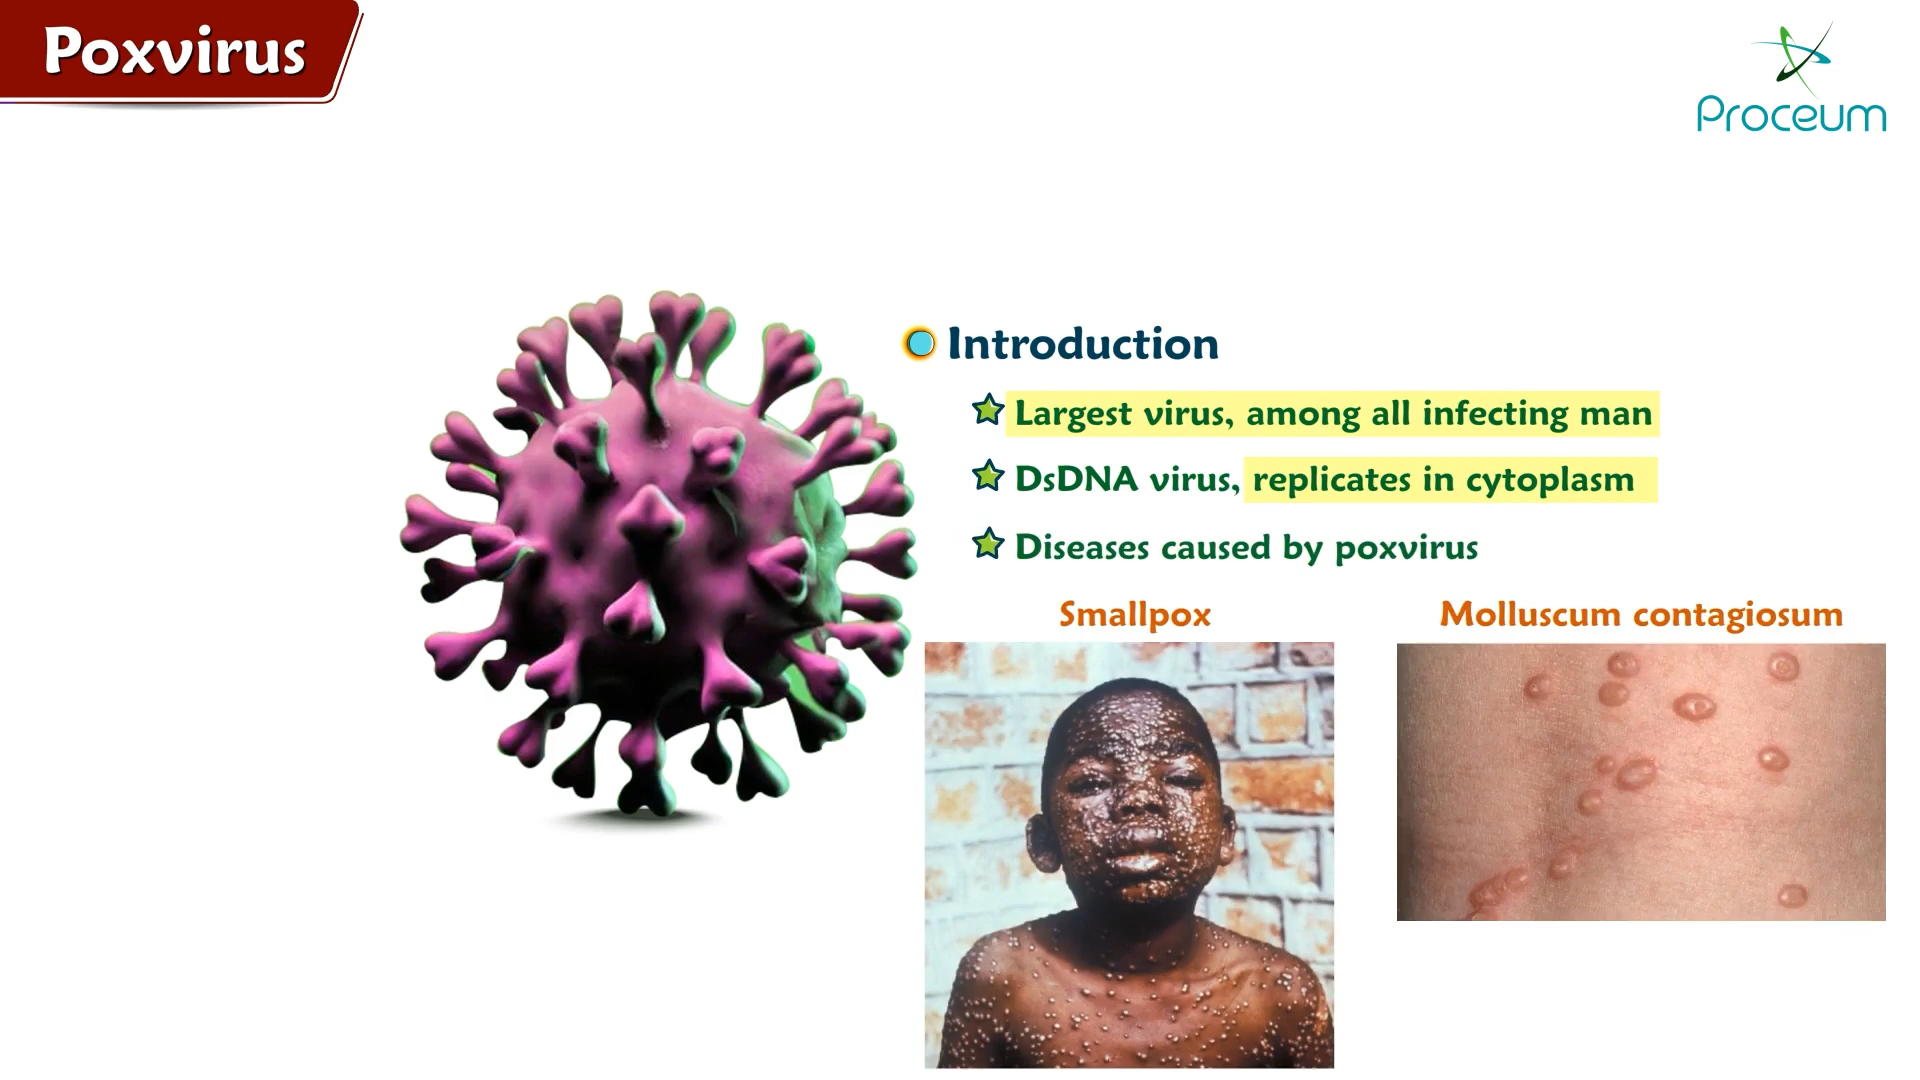 Poxvirus
Proceum
Introduction
Largest virus, among all infecting man
DsDNA virus, replicates in cytoplasm
Diseases caused by poxvirus
Smallpox
Molluscum contagiosum